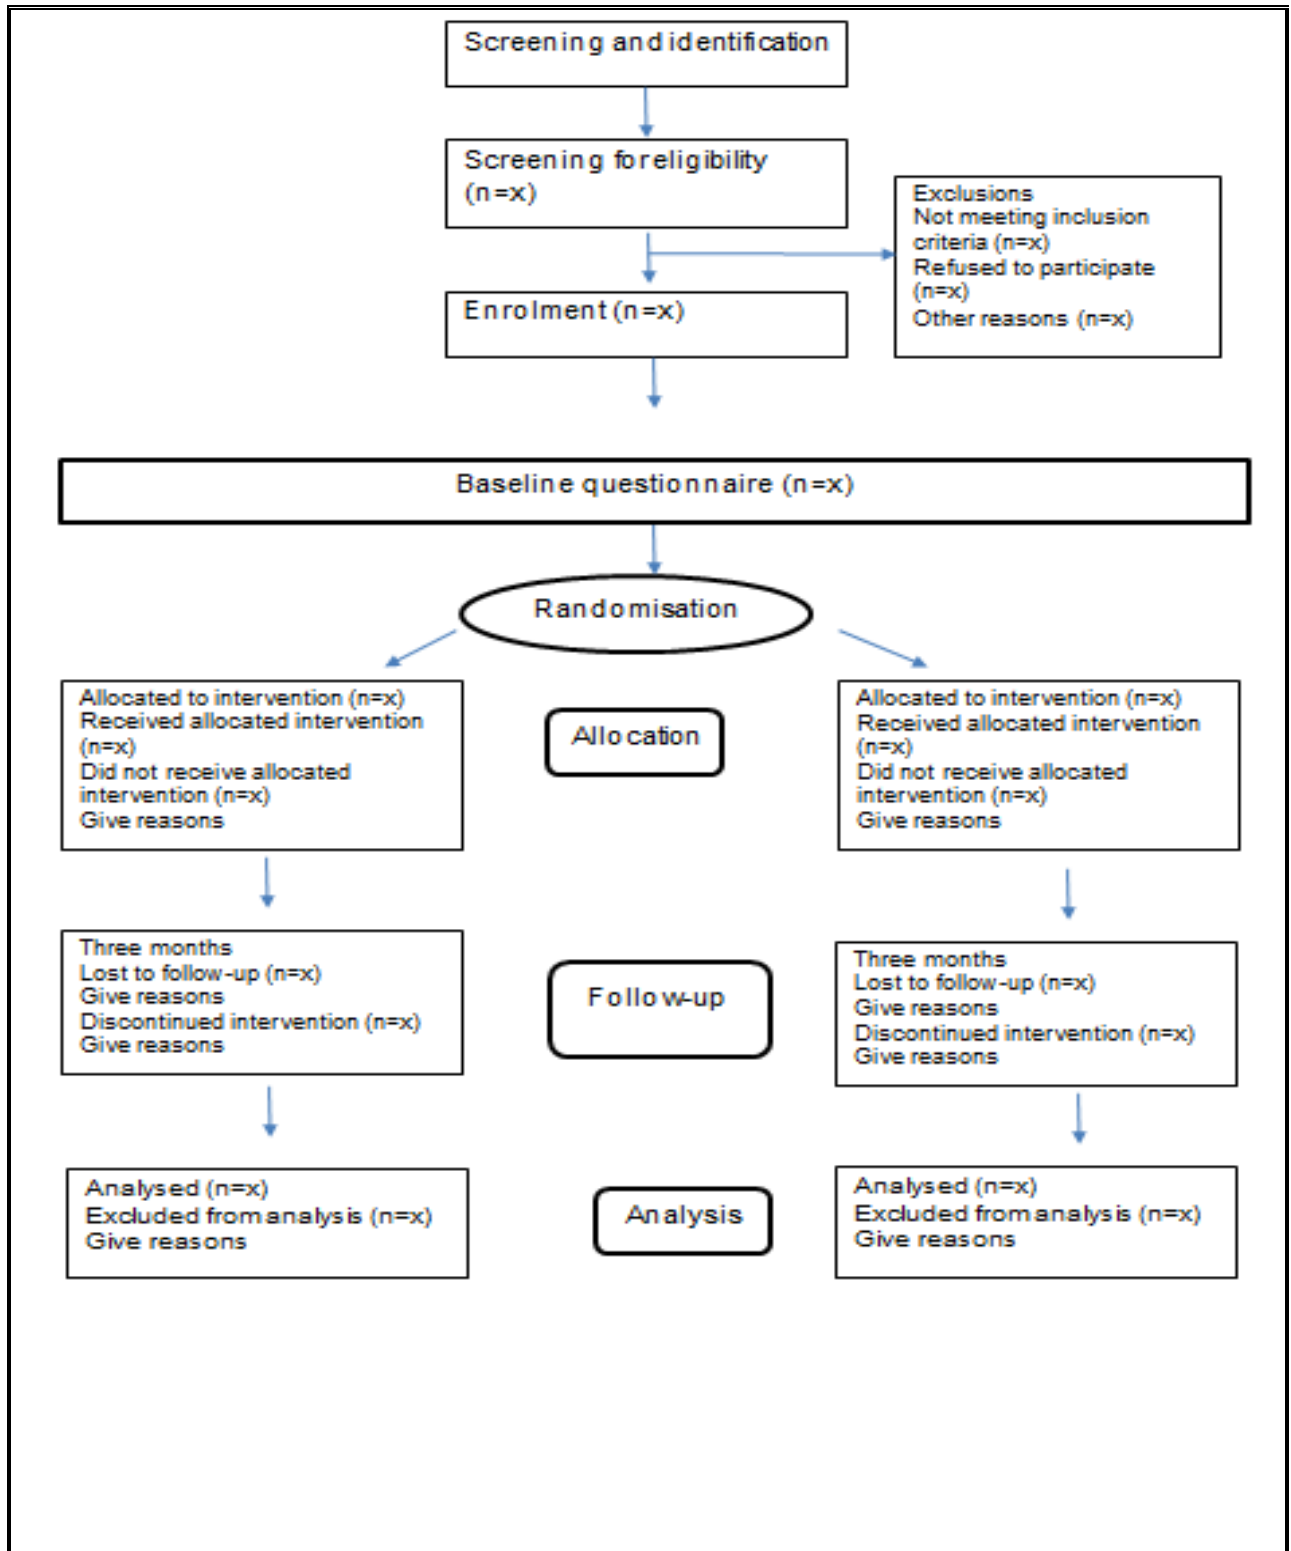 Screening and identification
Screening for eligibility
(n=x)
Exclusions
Not meeting inclusion
criteria (n=x)
Refused to participate
(n=x)
Other reasons (n=x)
Enrolment (n=x)
Baseline questionnaire (n=x)
Randomisation
Allocated to intervention (n=x)
Received allocated intervention
(n=x)
Did not receive allocated
intervention (n=x)
Give reasons
Allocation
Allocated to intervention (n=x)
Received allocated intervention
(n=x)
Did not receive allocated
intervention (n=x)
Give reasons
Three months
Lost to follow-up (n=x)
Give reasons
Discontinued intervention (n=x)
Give reasons
Follow-up
Three months
Lost to follow-up (n=x)
Give reasons
Discontinued intervention (n=x)
Give reasons
Analysed (n=x)
Excluded from analysis (n=x)
Give reasons
Analysis
Analysed (n=x)
Excluded from analysis (n=x)
Give reasons